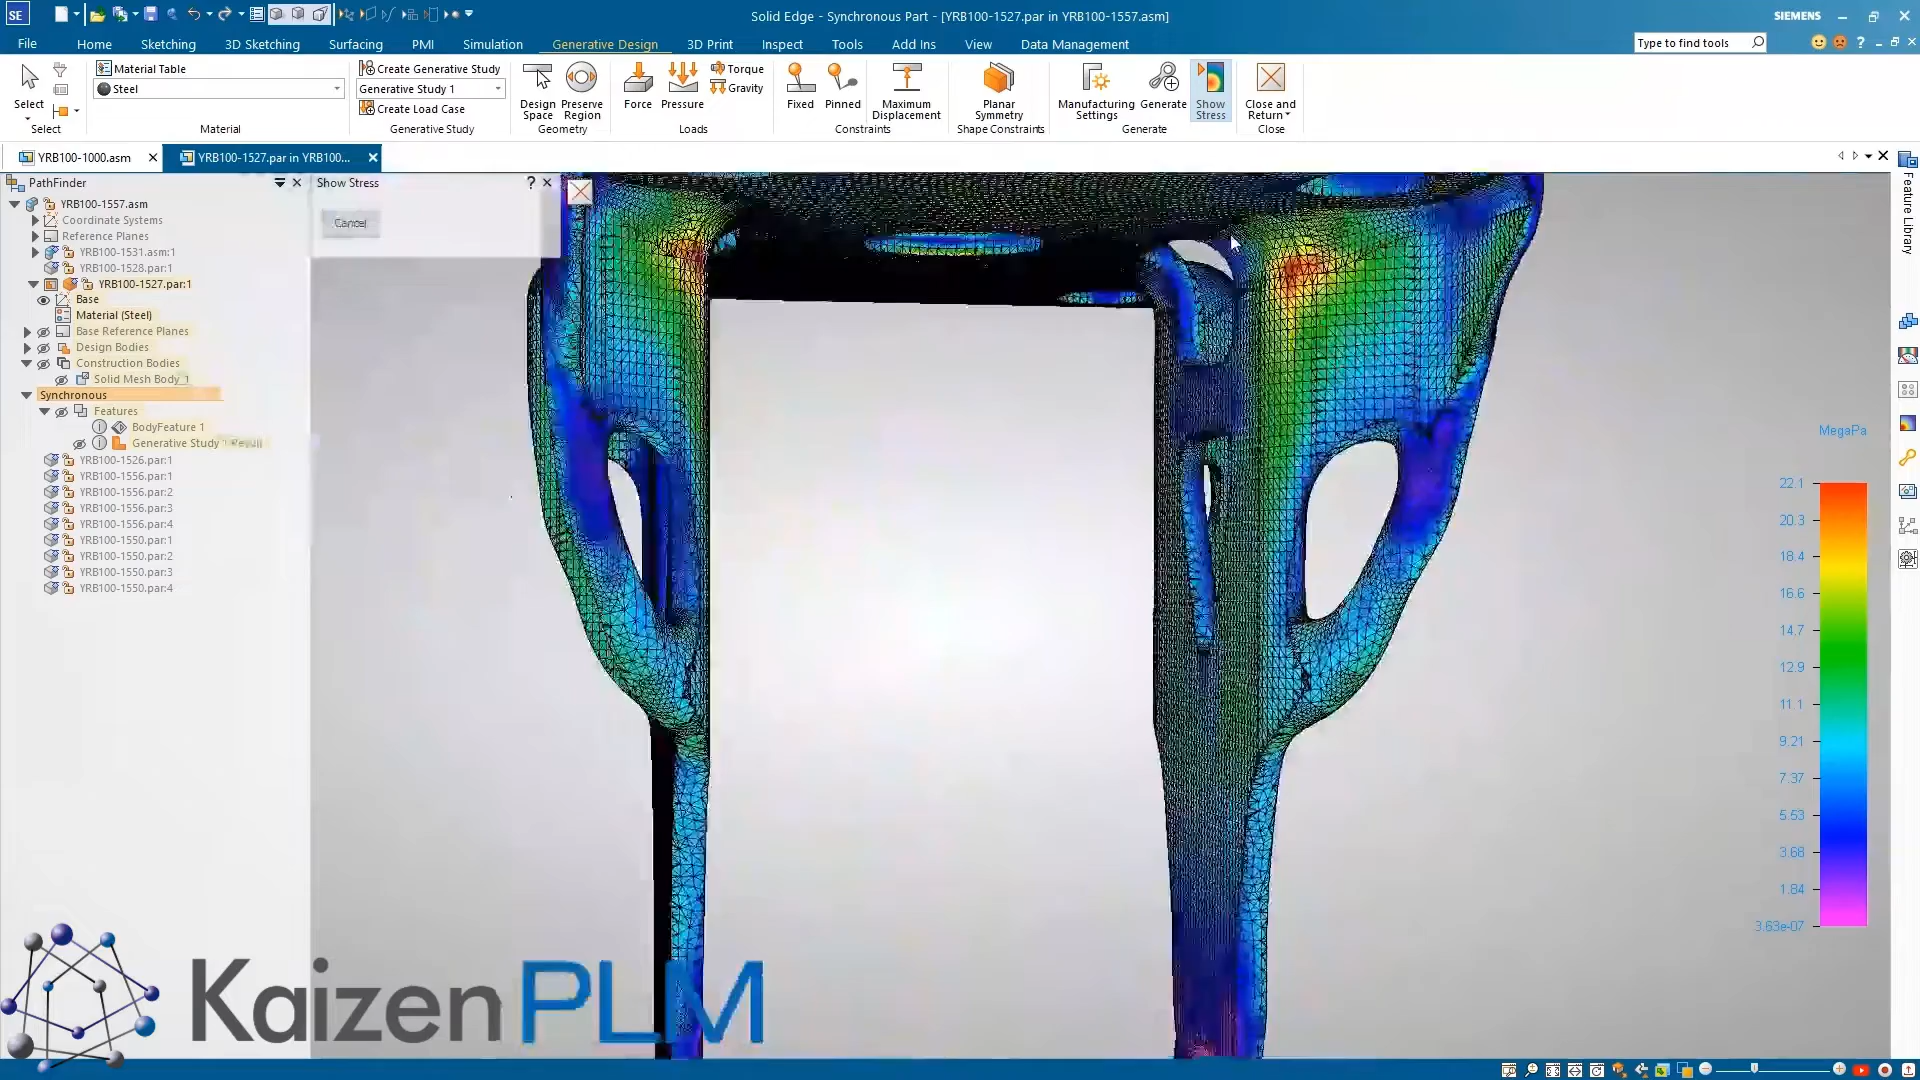 SE
Solid Edge - Synchronous Part - [YRB100-1527.par in YRB100-1557.asm]
SIEMENS
File Home Sketching 3D Sketching Surfacing PMI Simulation Generative Design 3D Print Inspect Tools Add Ins View Data Management
Type to find tools
Select
Select
Material Table
Steel
Material
Create Generative Study
Generative Study 1
Create Load Case
Generative Study
Design Space
Preserve Region
Geometry
Force
Pressure
Torque
Gravity
Loads
Fixed
Pinned
Maximum Displacement
Constraints
Planar Symmetry
Shape Constraints
Manufacturing Settings
Generate
Show Stress
Generate
Close and Return
Close
YRB100-1000.asm
YRB100-1527.par in YRB100...
PathFinder
YRB100-1557.asm
Coordinate Systems
Reference Planes
YRB100-1531.asm:1
YRB100-1528.par:1
YRB100-1527.par:1
Base
Material (Steel)
Base Reference Planes
Design Bodies
Construction Bodies
Solid Mesh Body_1
Synchronous
Features
BodyFeature 1
Generative Study
YRB100-1526.par:1
YRB100-1556.par:1
YRB100-1556.par:2
YRB100-1556.par:3
YRB100-1556.par:4
YRB100-1550.par:1
YRB100-1550.par:2
YRB100-1550.par:3
YRB100-1550.par:4
Show Stress
?
Cancel
Feature Library
MegaPa
22.1
20.3
18.4
16.6
14.7
12.9
11.1
9.21
7.37
5.53
3.68
1.84
3.63e-07
KaizenPLM